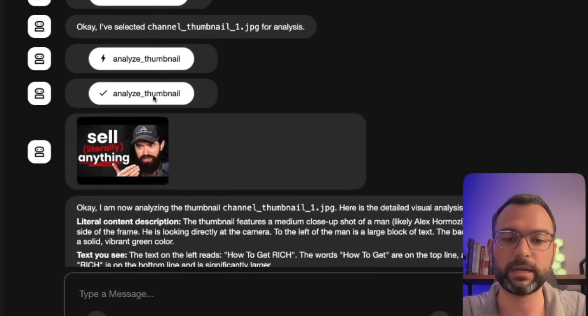 Okay, I've selected channel_thumbnail_1.jpg for analysis.
analyze_thumbnail
analyze_thumbnail
sell
(literally)
anything
Okay, I am now analyzing the thumbnail channel_thumbnail_1.jpg. Here is the detailed visual analysis
Literal content description: The thumbnail features a medium close-up shot of a man (likely Alex Hormozi
side of the frame. He is looking directly at the camera. To the left of the man is a large block of text. The
a solid, vibrant green color.
Text you see: The text on the left reads: "How To Get RICH". The words "How To Get" are on the top line,
"RICH" is on the bottom line and is significantly larger.
Type a Message...